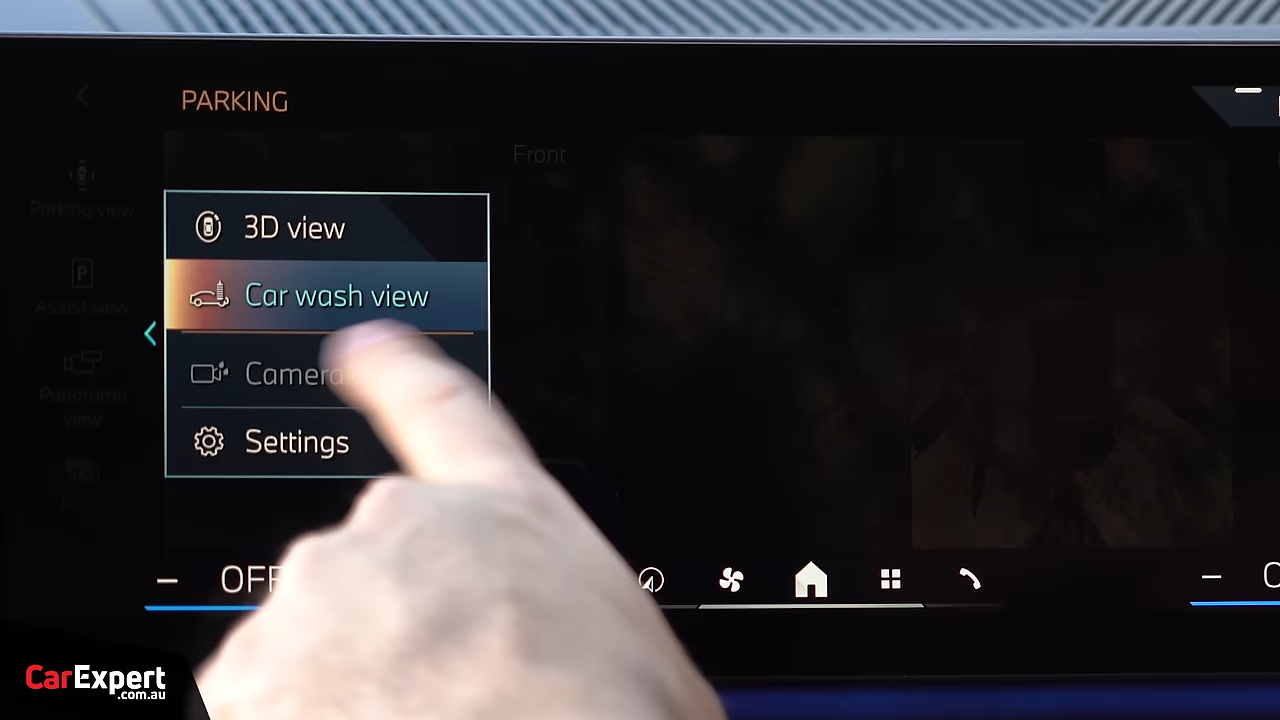 PARKING
Front
Parking view
3D view
Car wash view
Assist view
Camera
Panorama
view
Settings
OFF
CarExpert
.com.au